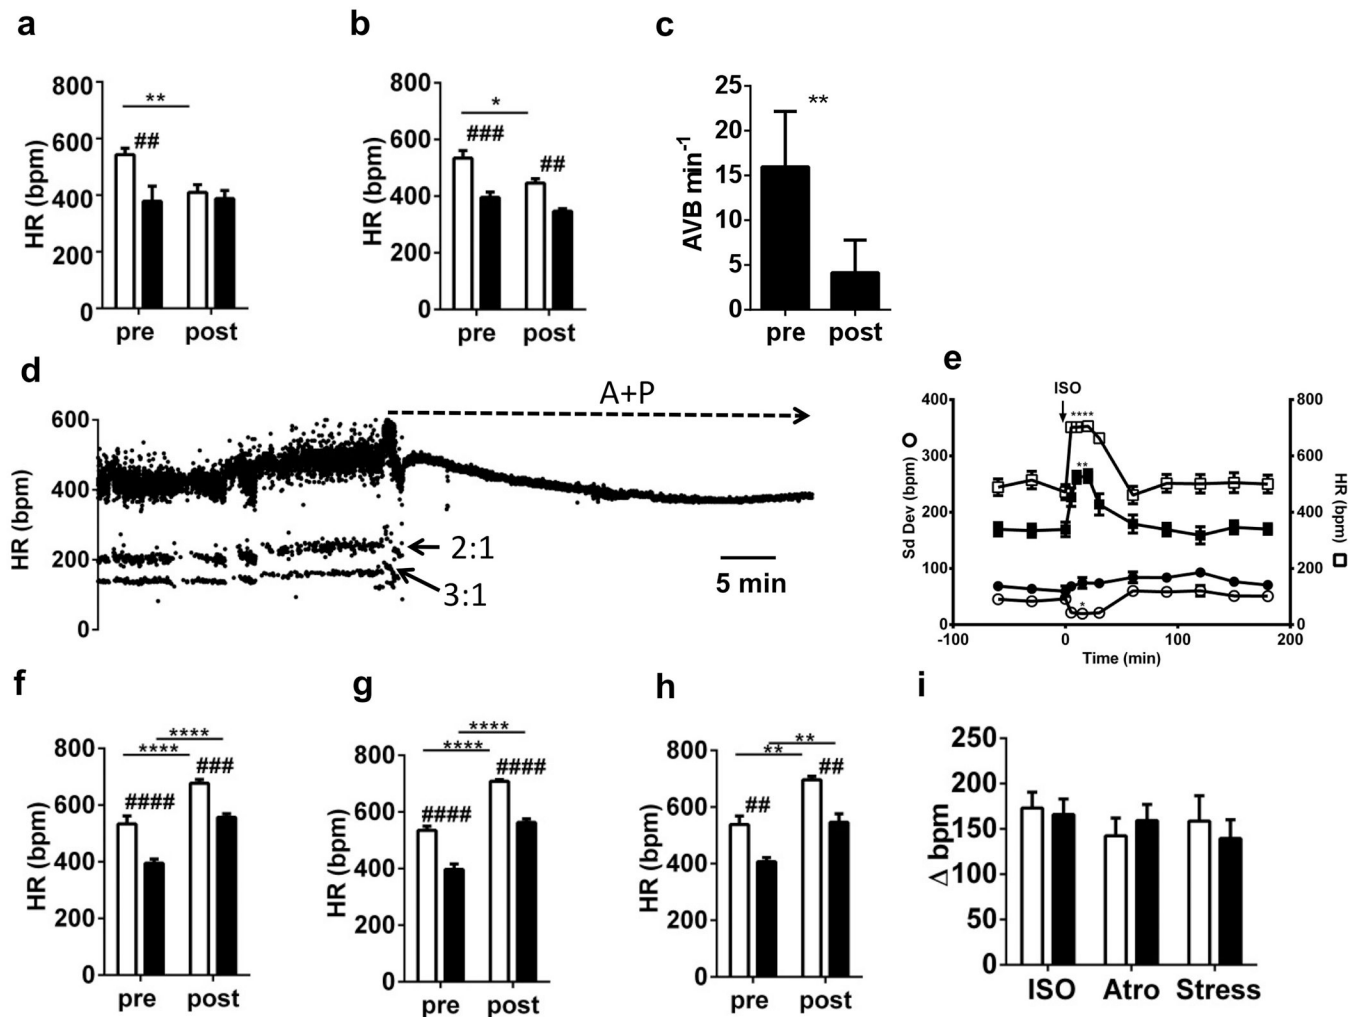 a
b
c
800
600
400
200
0
HR (bpm)
**
##
pre
post
800
600
400
200
0
HR (bpm)
*
###
##
pre
post
25
20
15
10
5
0
AVB min⁻¹
**
pre
post
d
600
400
200
0
HR (bpm)
A+P
2:1
3:1
5 min
e
ISO
400
300
200
100
0
Sd Dev (bpm)
800
600
400
200
0
HR (bpm)
****
**
*
-100
0
100
200
Time (min)
f
800
600
400
200
0
HR (bpm)
****
****
####
###
pre
post
g
800
600
400
200
0
HR (bpm)
****
****
####
####
pre
post
h
800
600
400
200
0
HR (bpm)
**
**
##
##
pre
post
i
250
200
150
100
50
0
Δ bpm
ISO
Atro
Stress